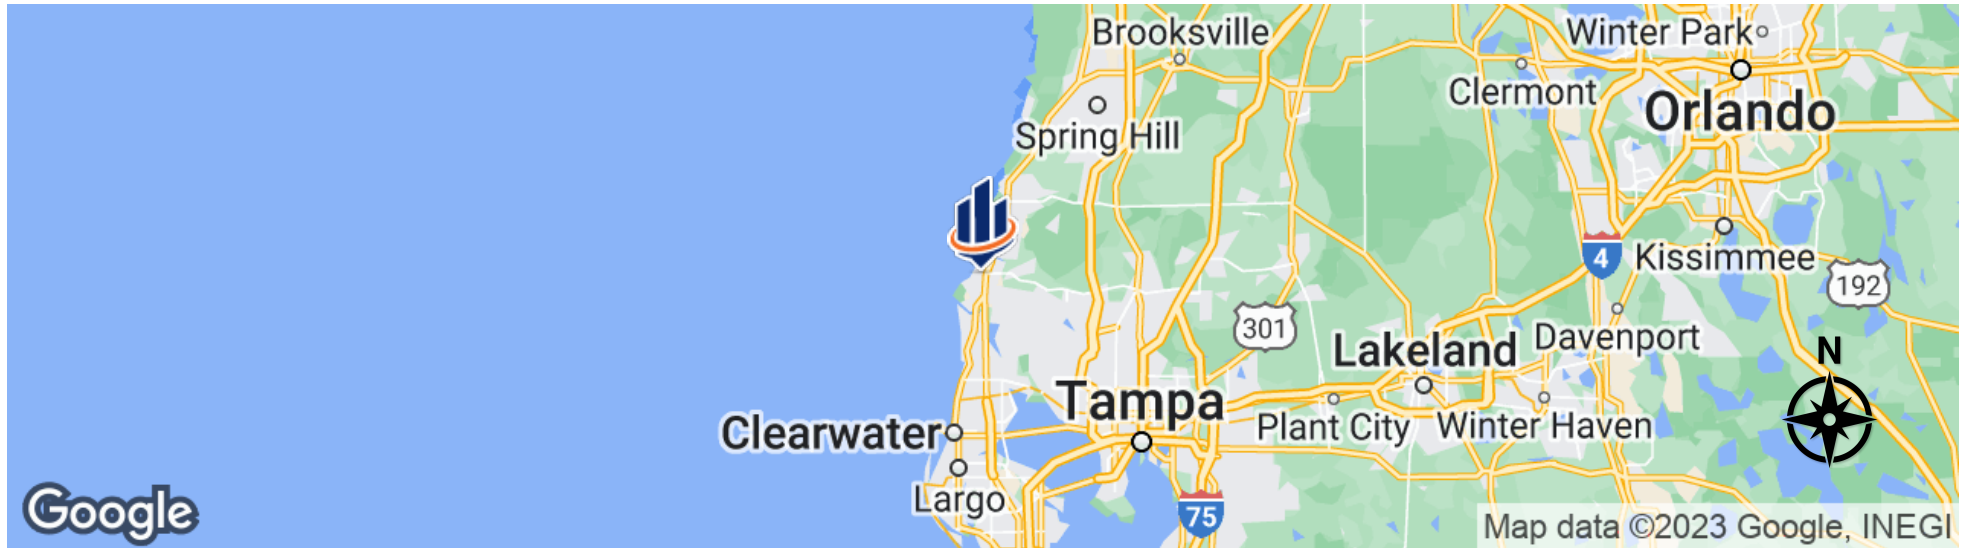 Brooksville
Winter Park
Clermont
Orlando
Spring Hill
4
Kissimmee
192
301
Lakeland
Davenport
N
Tampa
Clearwater
Plant City
Winter Haven
Largo
75
Google
Map data ©2023 Google, INEGI